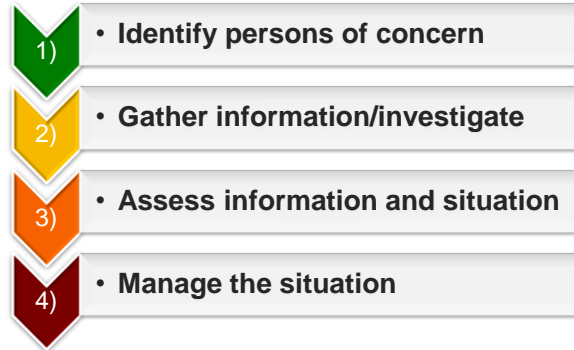 1) • Identify persons of concern
2) • Gather information/investigate
3) • Assess information and situation
4) • Manage the situation